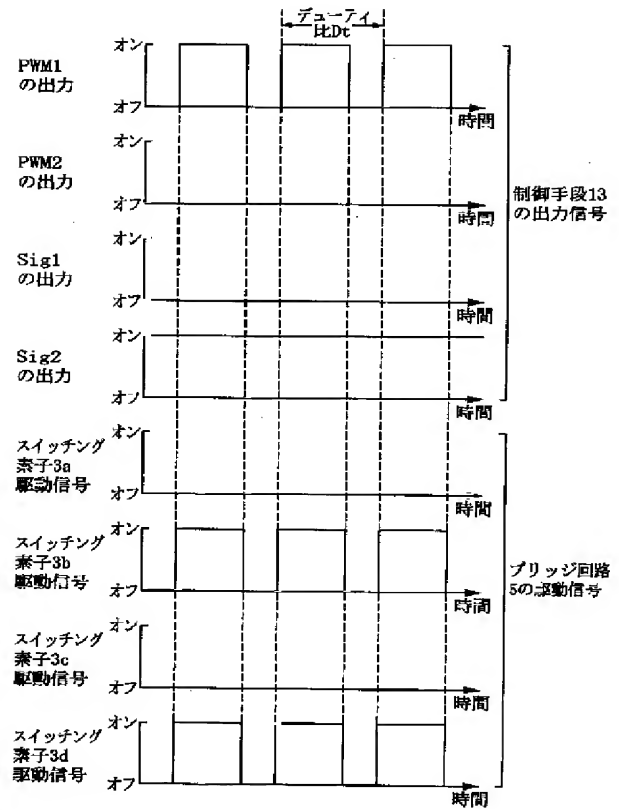 デューティ
比Dt
PWM1
の出力
オン
オフ
時間
PWM2
の出力
オン
オフ
時間
Sig1
の出力
オン
オフ
時間
Sig2
の出力
オン
オフ
時間
制御手段13
の出力信号
スイッチング
素子3a
駆動信号
オン
オフ
時間
スイッチング
素子3b
駆動信号
オン
オフ
時間
スイッチング
素子3c
駆動信号
オン
オフ
時間
スイッチング
素子3d
駆動信号
オン
オフ
時間
ブリッジ回路
5の駆動信号